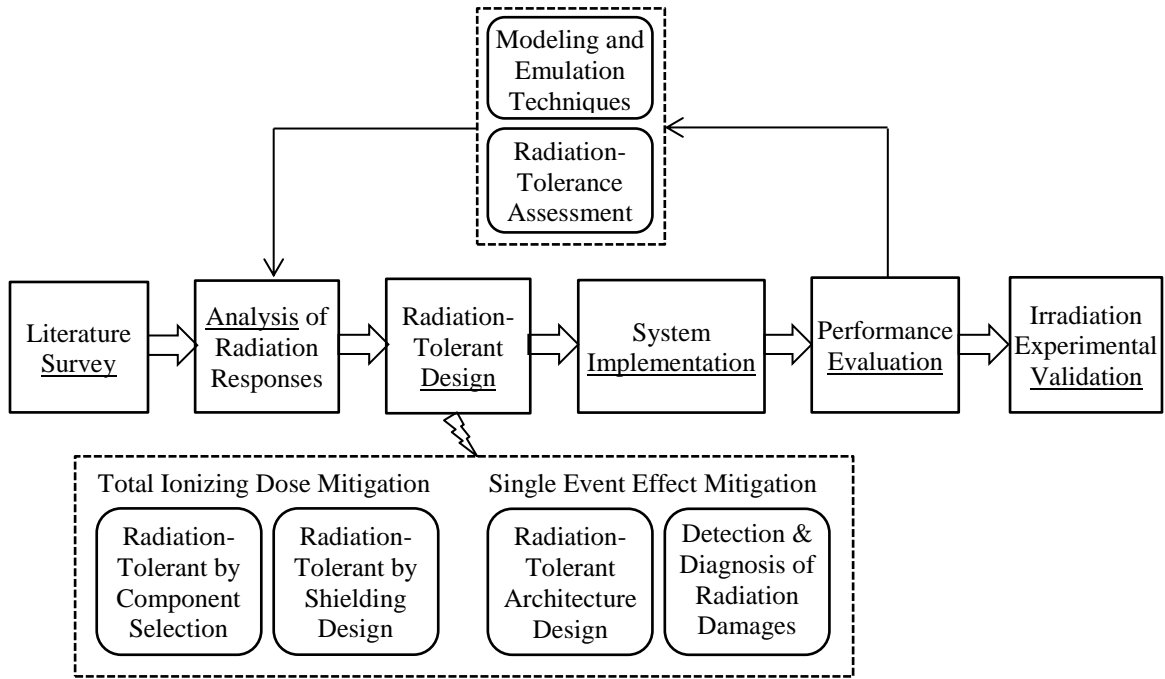 Modeling and
Emulation
Techniques
Radiation-
Tolerance
Assessment
Literature
Survey
Analysis of
Radiation
Responses
Radiation-
Tolerant
Design
System
Implementation
Performance
Evaluation
Irradiation
Experimental
Validation
Total Ionizing Dose Mitigation
Radiation-
Tolerant by
Component
Selection
Radiation-
Tolerant by
Shielding
Design
Single Event Effect Mitigation
Radiation-
Tolerant
Architecture
Design
Detection &
Diagnosis of
Radiation
Damages